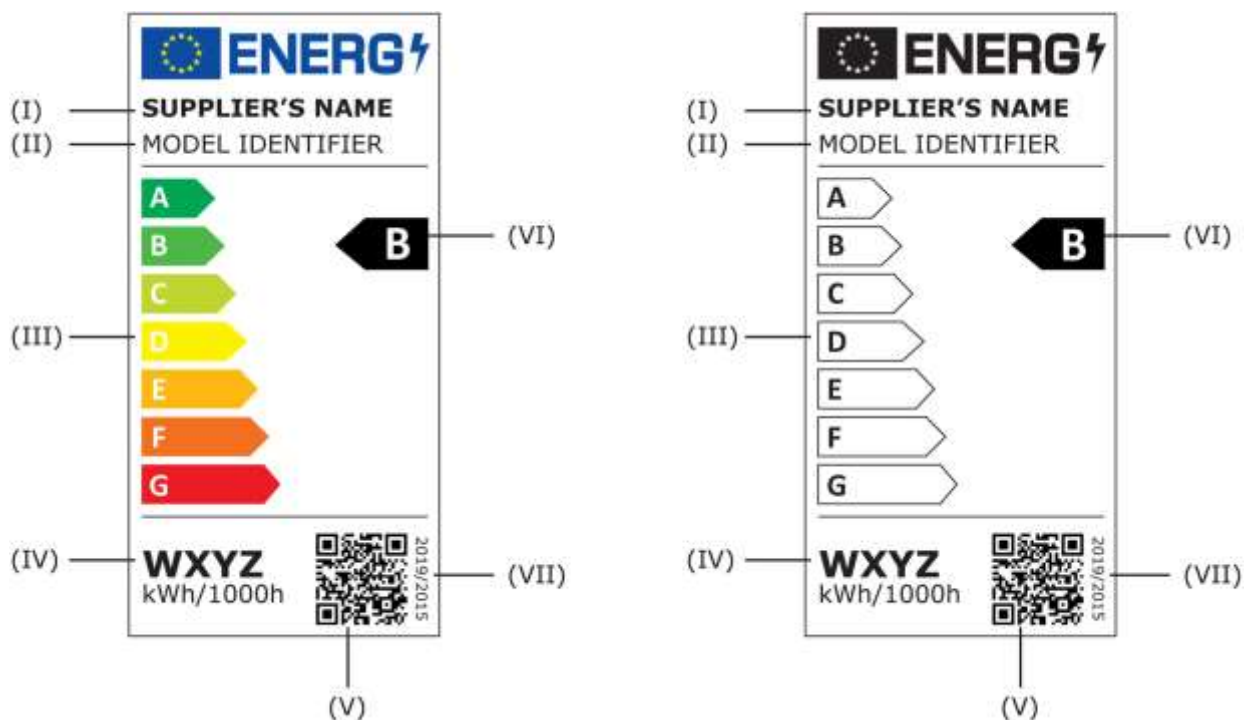 ENERG
(I) SUPPLIER'S NAME
(II) MODEL IDENTIFIER
A
B
B (VI)
C
(III) D
E
F
G
(IV) WXYZ
kWh/1000h
2019/2015 (VII)
(V)
ENERG
(I) SUPPLIER'S NAME
(II) MODEL IDENTIFIER
A
B
B (VI)
C
(III) D
E
F
G
(IV) WXYZ
kWh/1000h
2019/2015 (VII)
(V)